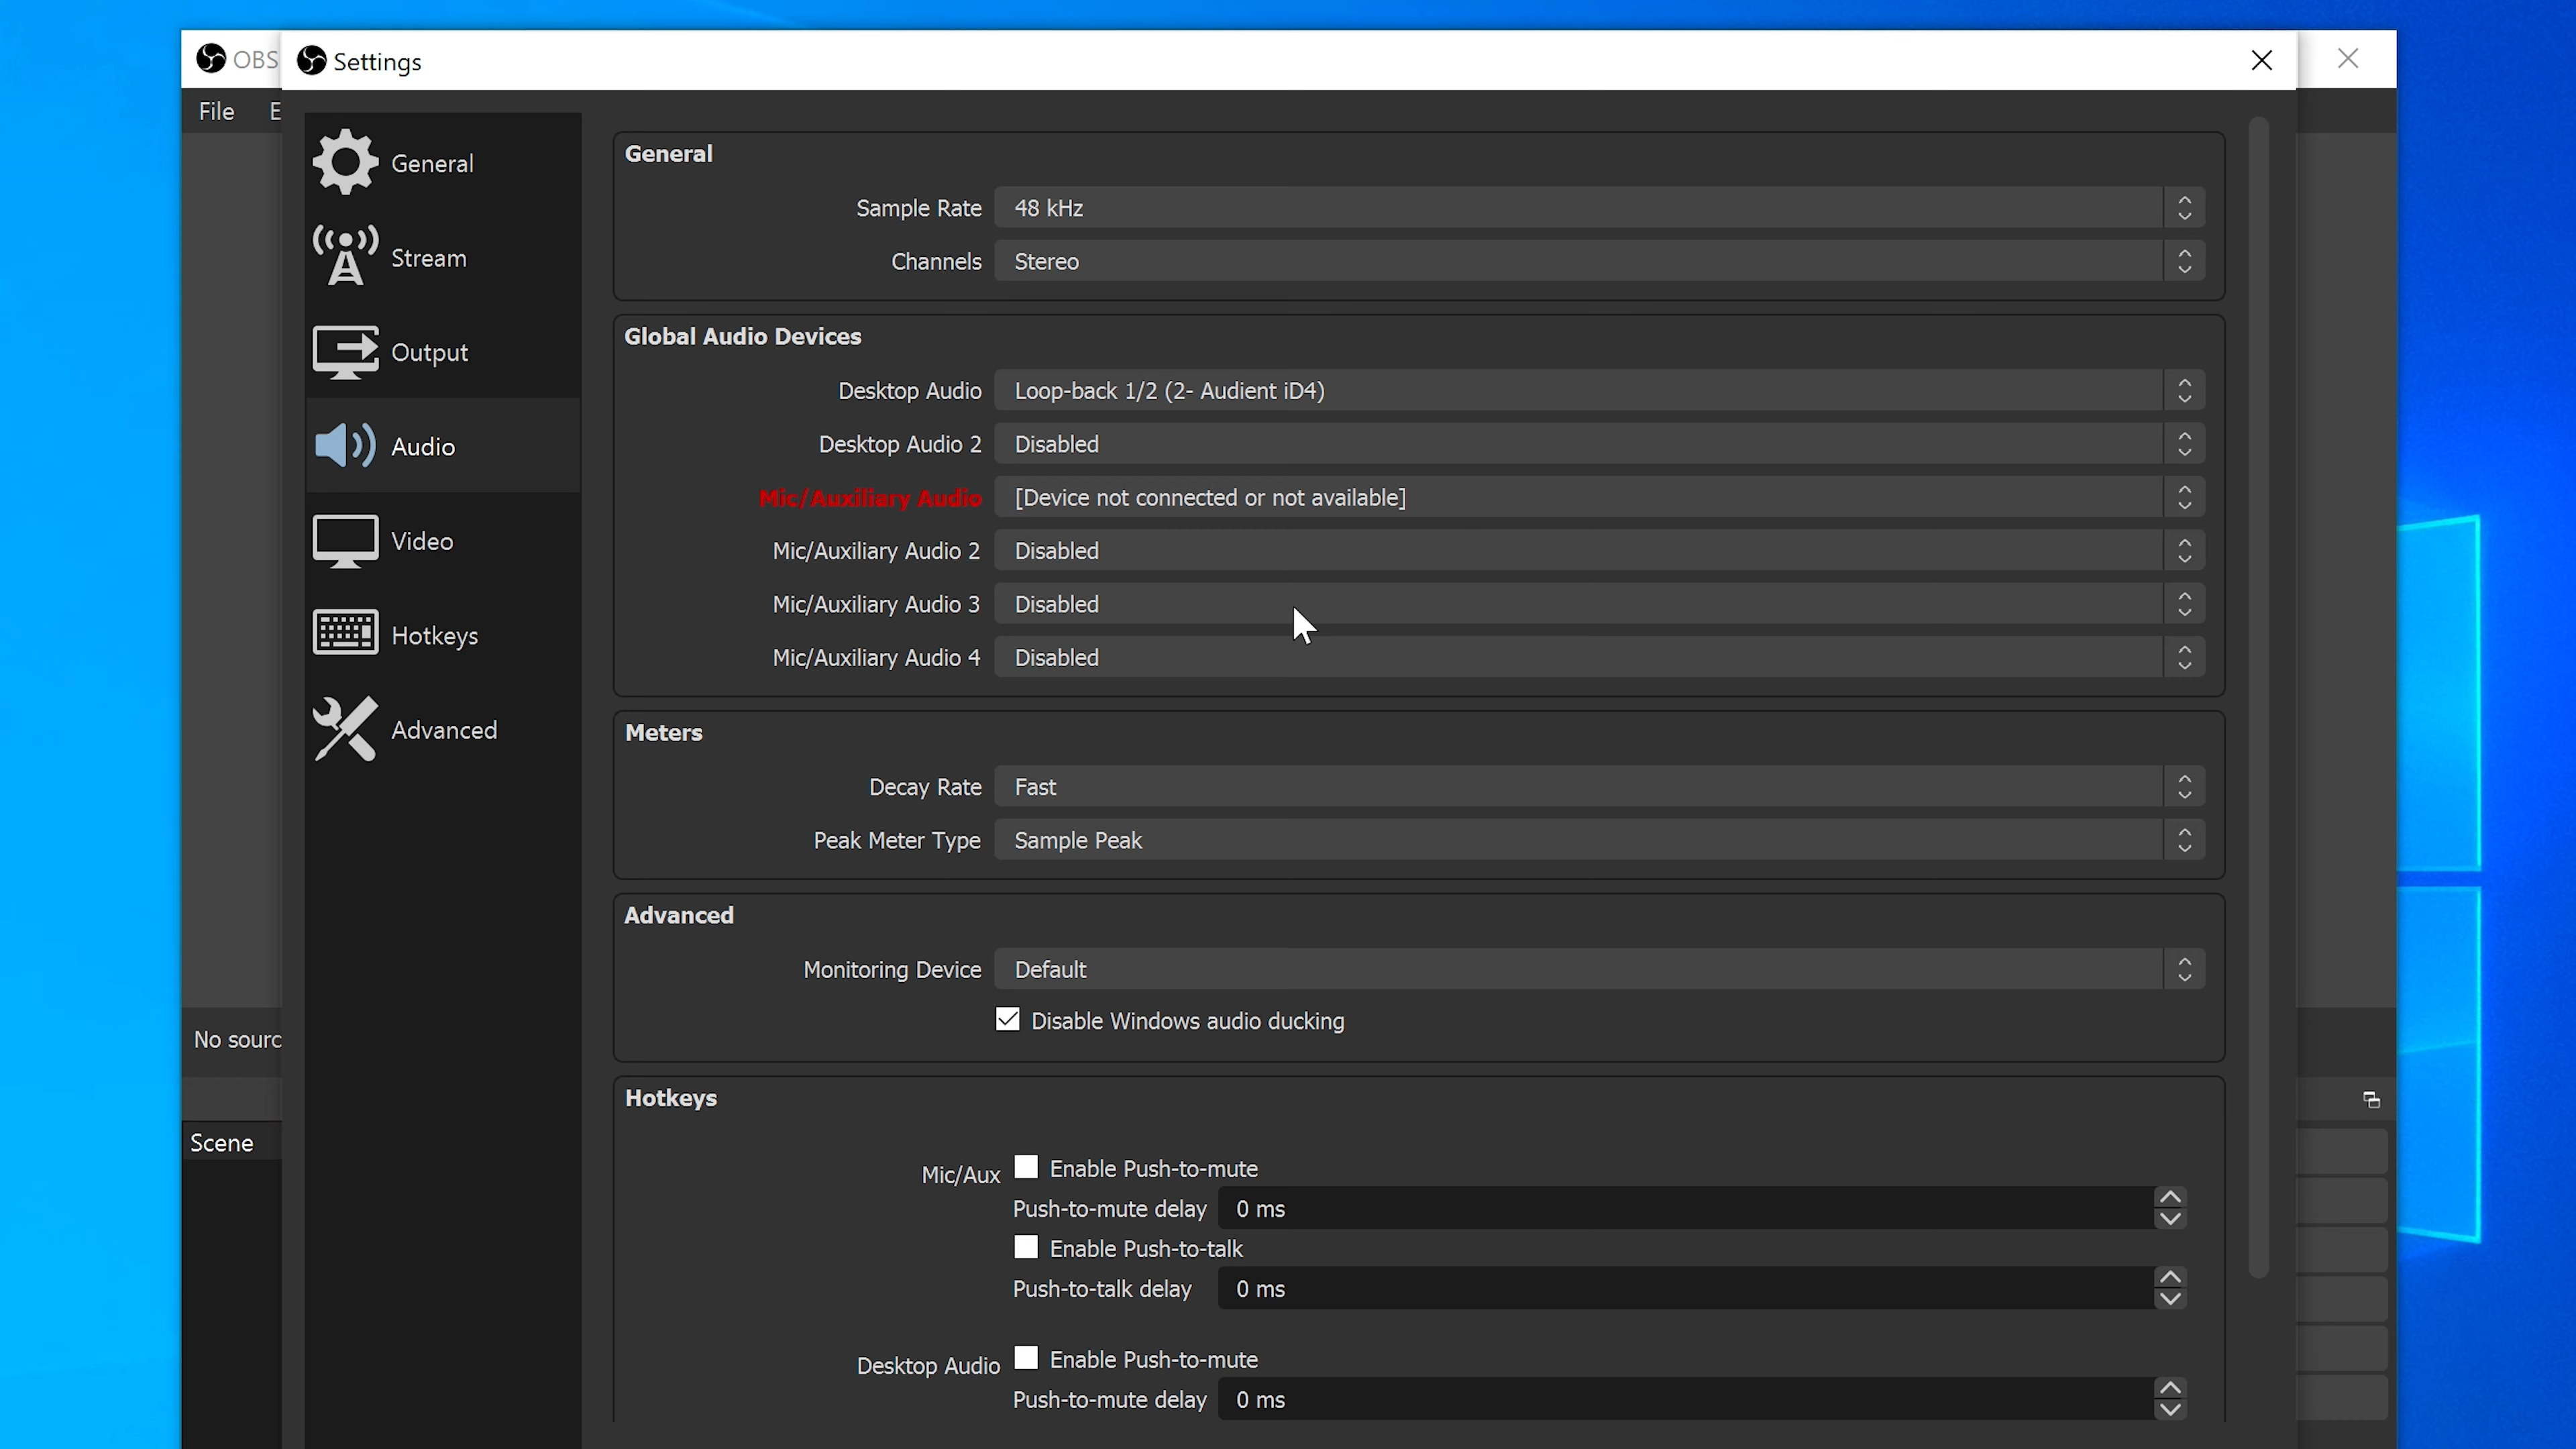 OBS
Settings
File E
General
Stream
Output
Audio
Video
Hotkeys
Advanced
General
Sample Rate 48 kHz
Channels Stereo
Global Audio Devices
Desktop Audio Loop-back 1/2 (2- Audient iD4)
Desktop Audio 2 Disabled
Mic/Auxiliary Audio [Device not connected or not available]
Mic/Auxiliary Audio 2 Disabled
Mic/Auxiliary Audio 3 Disabled
Mic/Auxiliary Audio 4 Disabled
Meters
Decay Rate Fast
Peak Meter Type Sample Peak
Advanced
Monitoring Device Default
Disable Windows audio ducking
Hotkeys
Mic/Aux Enable Push-to-mute
Push-to-mute delay 0 ms
Enable Push-to-talk
Push-to-talk delay 0 ms
Desktop Audio Enable Push-to-mute
Push-to-mute delay 0 ms
No sourc
Scene